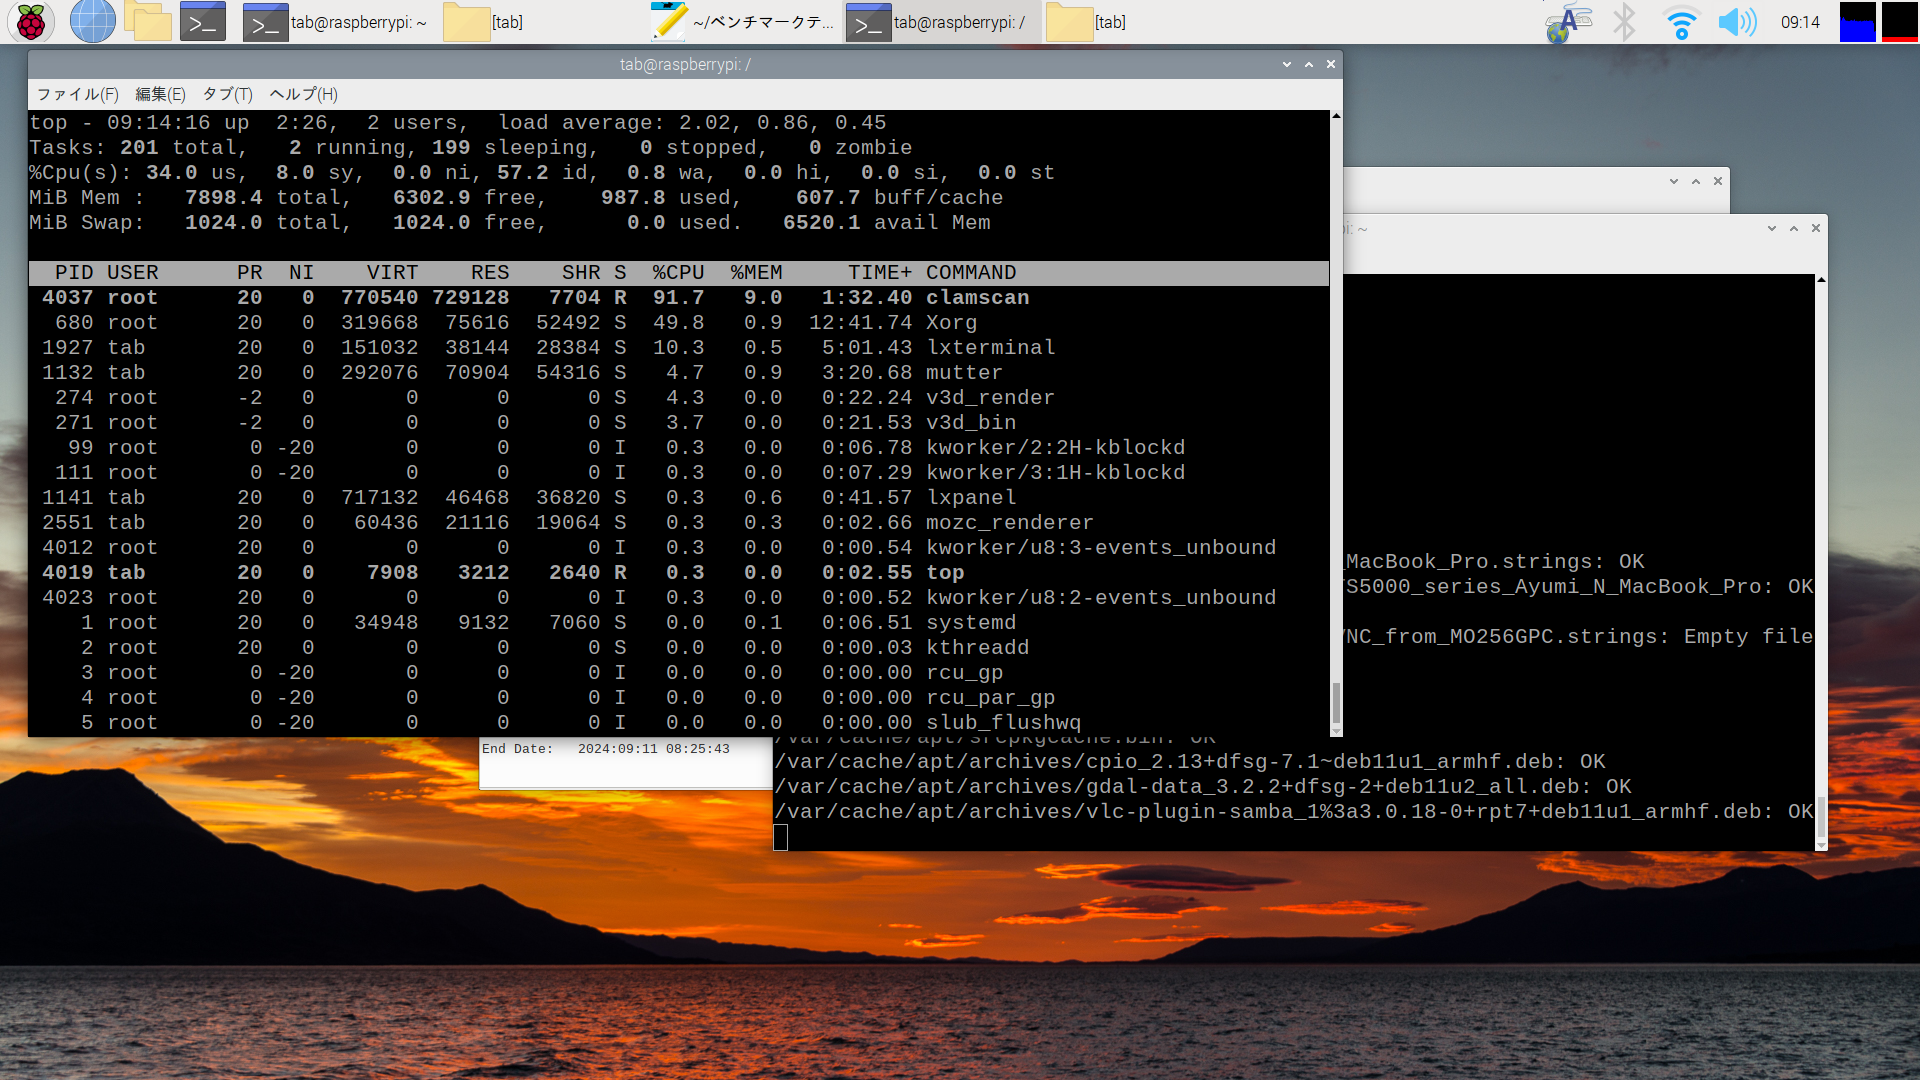 tab@raspberrypi: ~
[tab]
~/ベンチマークテ...
tab@raspberrypi: /
[tab]
A
09:14
tab@raspberrypi: /
ファイル(F) 編集(E) タブ(T) ヘルプ(H)
top - 09:14:16 up  2:26,  2 users,  load average: 2.02, 0.86, 0.45
Tasks: 201 total,   2 running, 199 sleeping,   0 stopped,   0 zombie
%Cpu(s): 34.0 us,  8.0 sy,  0.0 ni, 57.2 id,  0.8 wa,  0.0 hi,  0.0 si,  0.0 st
MiB Mem :   7898.4 total,   6302.9 free,    987.8 used,    607.7 buff/cache
MiB Swap:   1024.0 total,   1024.0 free,      0.0 used.   6520.1 avail Mem
PID USER      PR  NI    VIRT    RES    SHR S  %CPU  %MEM     TIME+ COMMAND
4037 root      20   0  770540 729128   7704 R  91.7   9.0   1:32.40 clamscan
680 root      20   0  319668  75616  52492 S  49.8   0.9  12:41.74 Xorg
1927 tab       20   0  151032  38144  28384 S  10.3   0.5   5:01.43 lxterminal
1132 tab       20   0  292076  70904  54316 S   4.7   0.9   3:20.68 mutter
274 root      -2   0       0      0      0 S   4.3   0.0   0:22.24 v3d_render
271 root      -2   0       0      0      0 S   3.7   0.0   0:21.53 v3d_bin
99 root       0 -20       0      0      0 I   0.3   0.0   0:06.78 kworker/2:2H-kblockd
111 root       0 -20       0      0      0 I   0.3   0.0   0:07.29 kworker/3:1H-kblockd
1141 tab       20   0  717132  46468  36820 S   0.3   0.6   0:41.57 lxpanel
2551 tab       20   0   60436  21116  19064 S   0.3   0.3   0:02.66 mozc_renderer
4012 root      20   0       0      0      0 I   0.3   0.0   0:00.54 kworker/u8:3-events_unbound
4019 tab       20   0    7908   3212   2640 R   0.3   0.0   0:02.55 top
4023 root      20   0       0      0      0 I   0.3   0.0   0:00.52 kworker/u8:2-events_unbound
1 root      20   0   34948   9132   7060 S   0.0   0.1   0:06.51 systemd
2 root      20   0       0      0      0 S   0.0   0.0   0:00.03 kthreadd
3 root       0 -20       0      0      0 I   0.0   0.0   0:00.00 rcu_gp
4 root       0 -20       0      0      0 I   0.0   0.0   0:00.00 rcu_par_gp
5 root       0 -20       0      0      0 I   0.0   0.0   0:00.00 slub_flushwq
pi: ~
_MacBook_Pro.strings: OK
TS5000_series_Ayumi_N_MacBook_Pro: OK
VNC_from_MO256GPC.strings: Empty file
End Date:   2024:09:11 08:25:43
/var/cache/apt/srcpkgcache.bin: OK
/var/cache/apt/archives/cpio_2.13+dfsg-7.1~deb11u1_armhf.deb: OK
/var/cache/apt/archives/gdal-data_3.2.2+dfsg-2+deb11u2_all.deb: OK
/var/cache/apt/archives/vlc-plugin-samba_1%3a3.0.18-0+rpt7+deb11u1_armhf.deb: OK